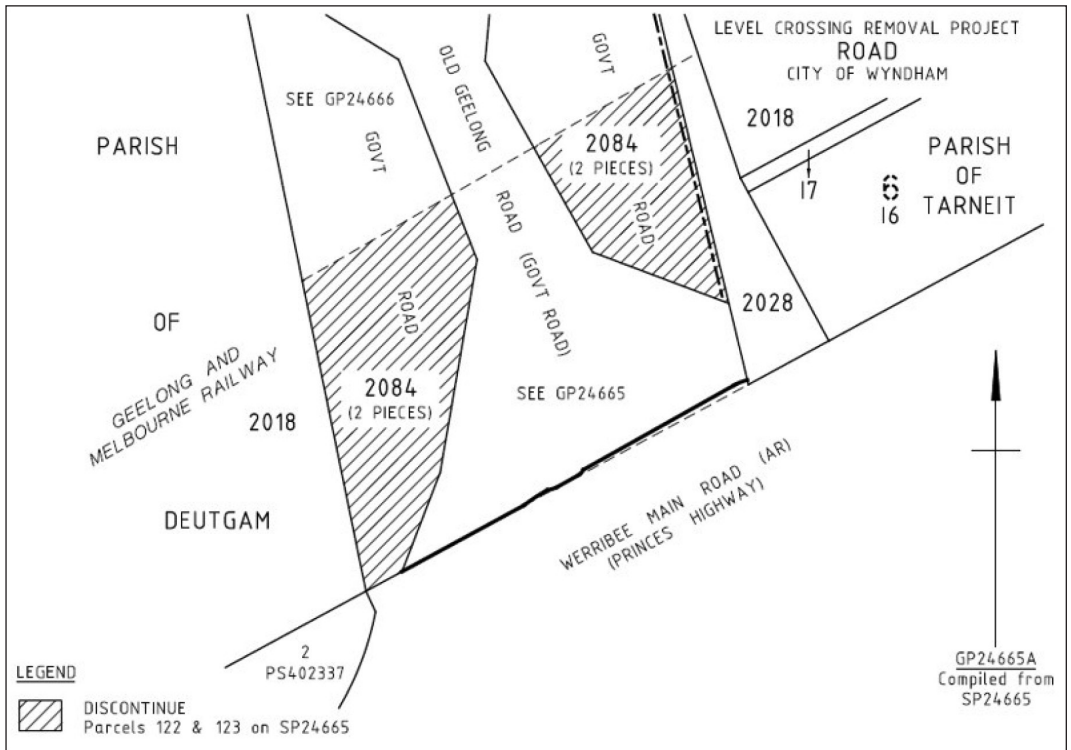 LEVEL CROSSING REMOVAL PROJECT
ROAD
CITY OF WYNDHAM
GOVT
OLD GEELONG
SEE GP24666
GOVT
2084
(2 PIECES)
ROAD
2018
17
6
16
PARISH
OF
TARNEIT
PARISH
OF
DEUTGAM
ROAD (GOVT ROAD)
ROAD
2084
(2 PIECES)
2028
GEELONG AND
MELBOURNE RAILWAY
2018
SEE GP24665
WERRIBEE MAIN ROAD (AR)
(PRINCES HIGHWAY)
2
PS402337
LEGEND
DISCONTINUE
Parcels 122 & 123 on SP24665
GP24665A
Compiled from
SP24665